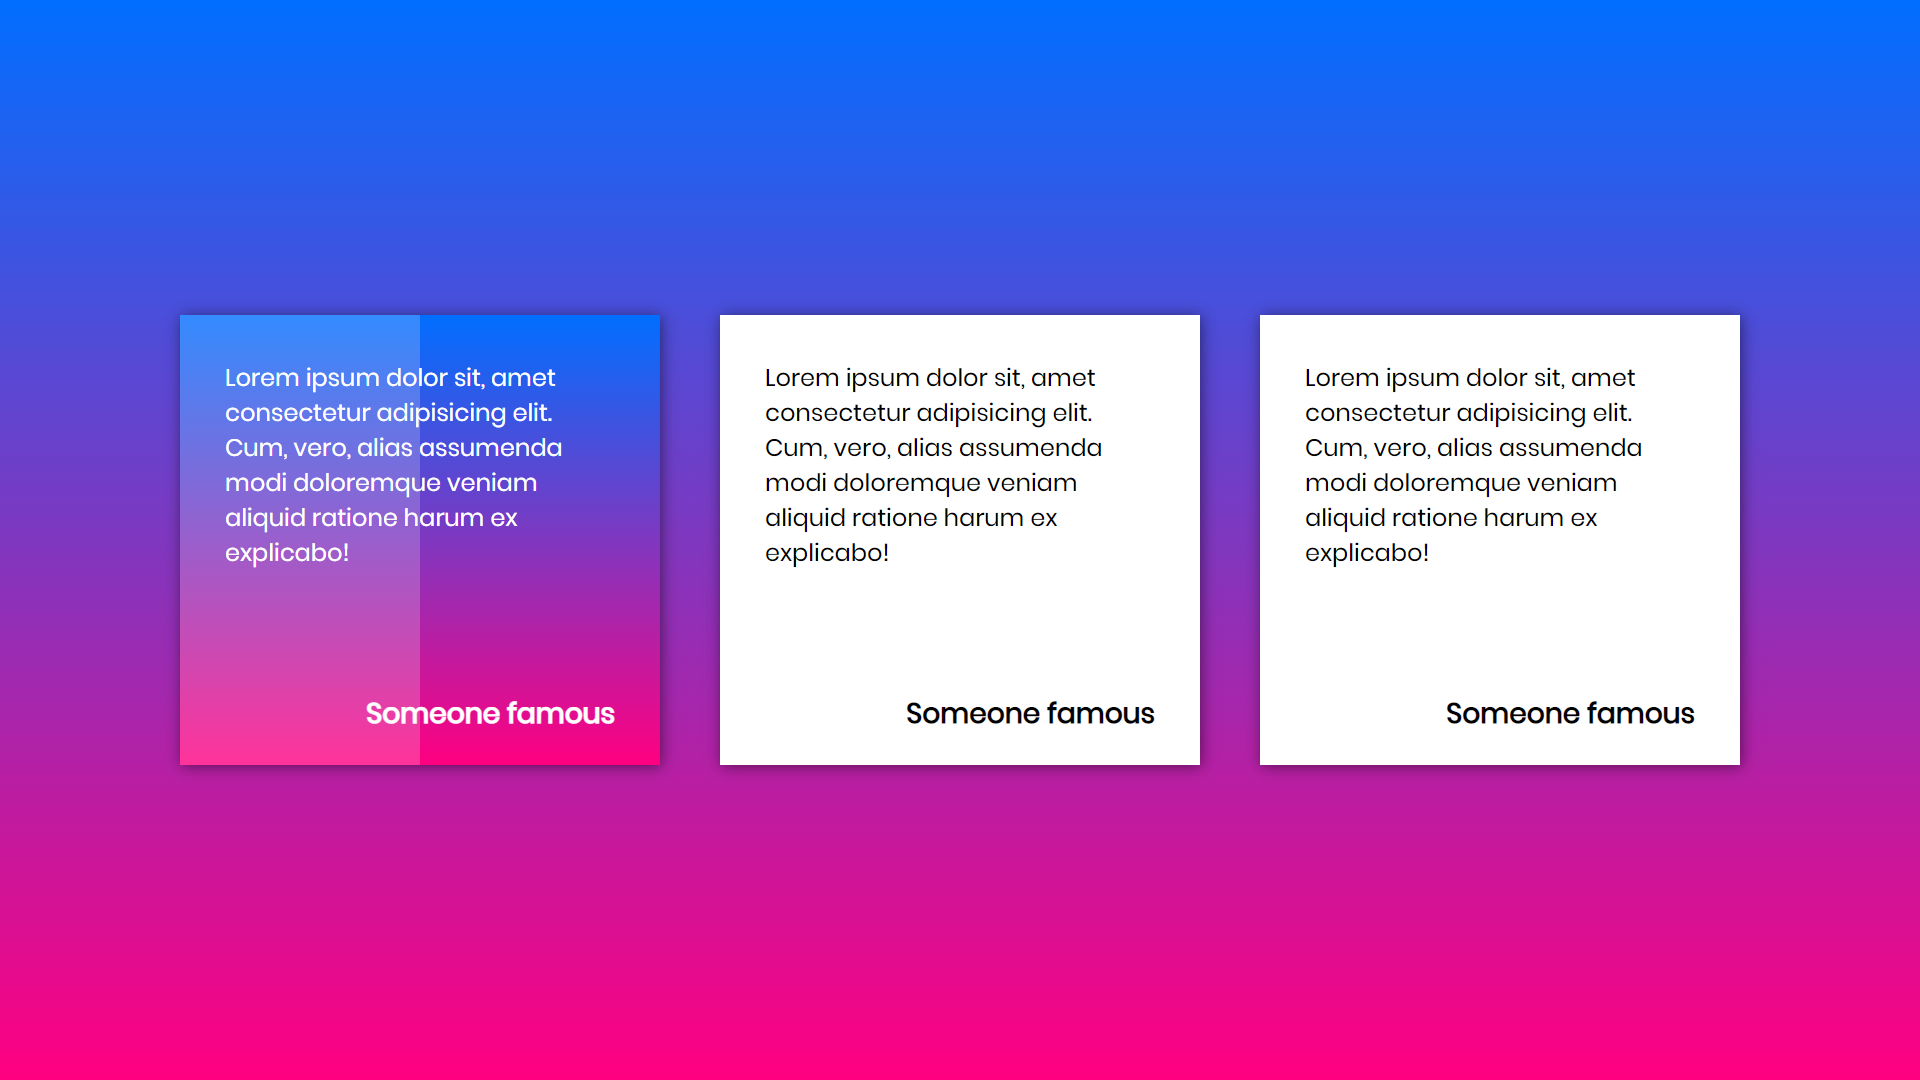 Lorem ipsum dolor sit, amet
consectetur adipisicing elit.
Cum, vero, alias assumenda
modi doloremque veniam
aliquid ratione harum ex
explicabo!
Someone famous
Lorem ipsum dolor sit, amet
consectetur adipisicing elit.
Cum, vero, alias assumenda
modi doloremque veniam
aliquid ratione harum ex
explicabo!
Someone famous
Lorem ipsum dolor sit, amet
consectetur adipisicing elit.
Cum, vero, alias assumenda
modi doloremque veniam
aliquid ratione harum ex
explicabo!
Someone famous